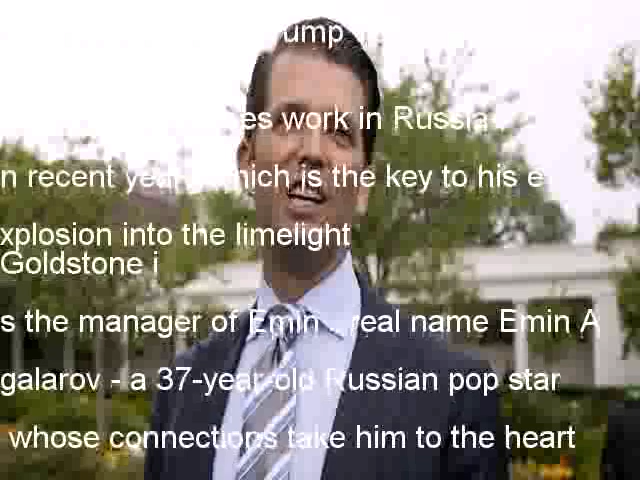 ump
es work in Russia
n recent years which is the key to his e
xplosion into the limelight
Goldstone i
s the manager of Emin - real name Emin A
galarov - a 37-year-old Russian pop star
whose connections take him to the heart